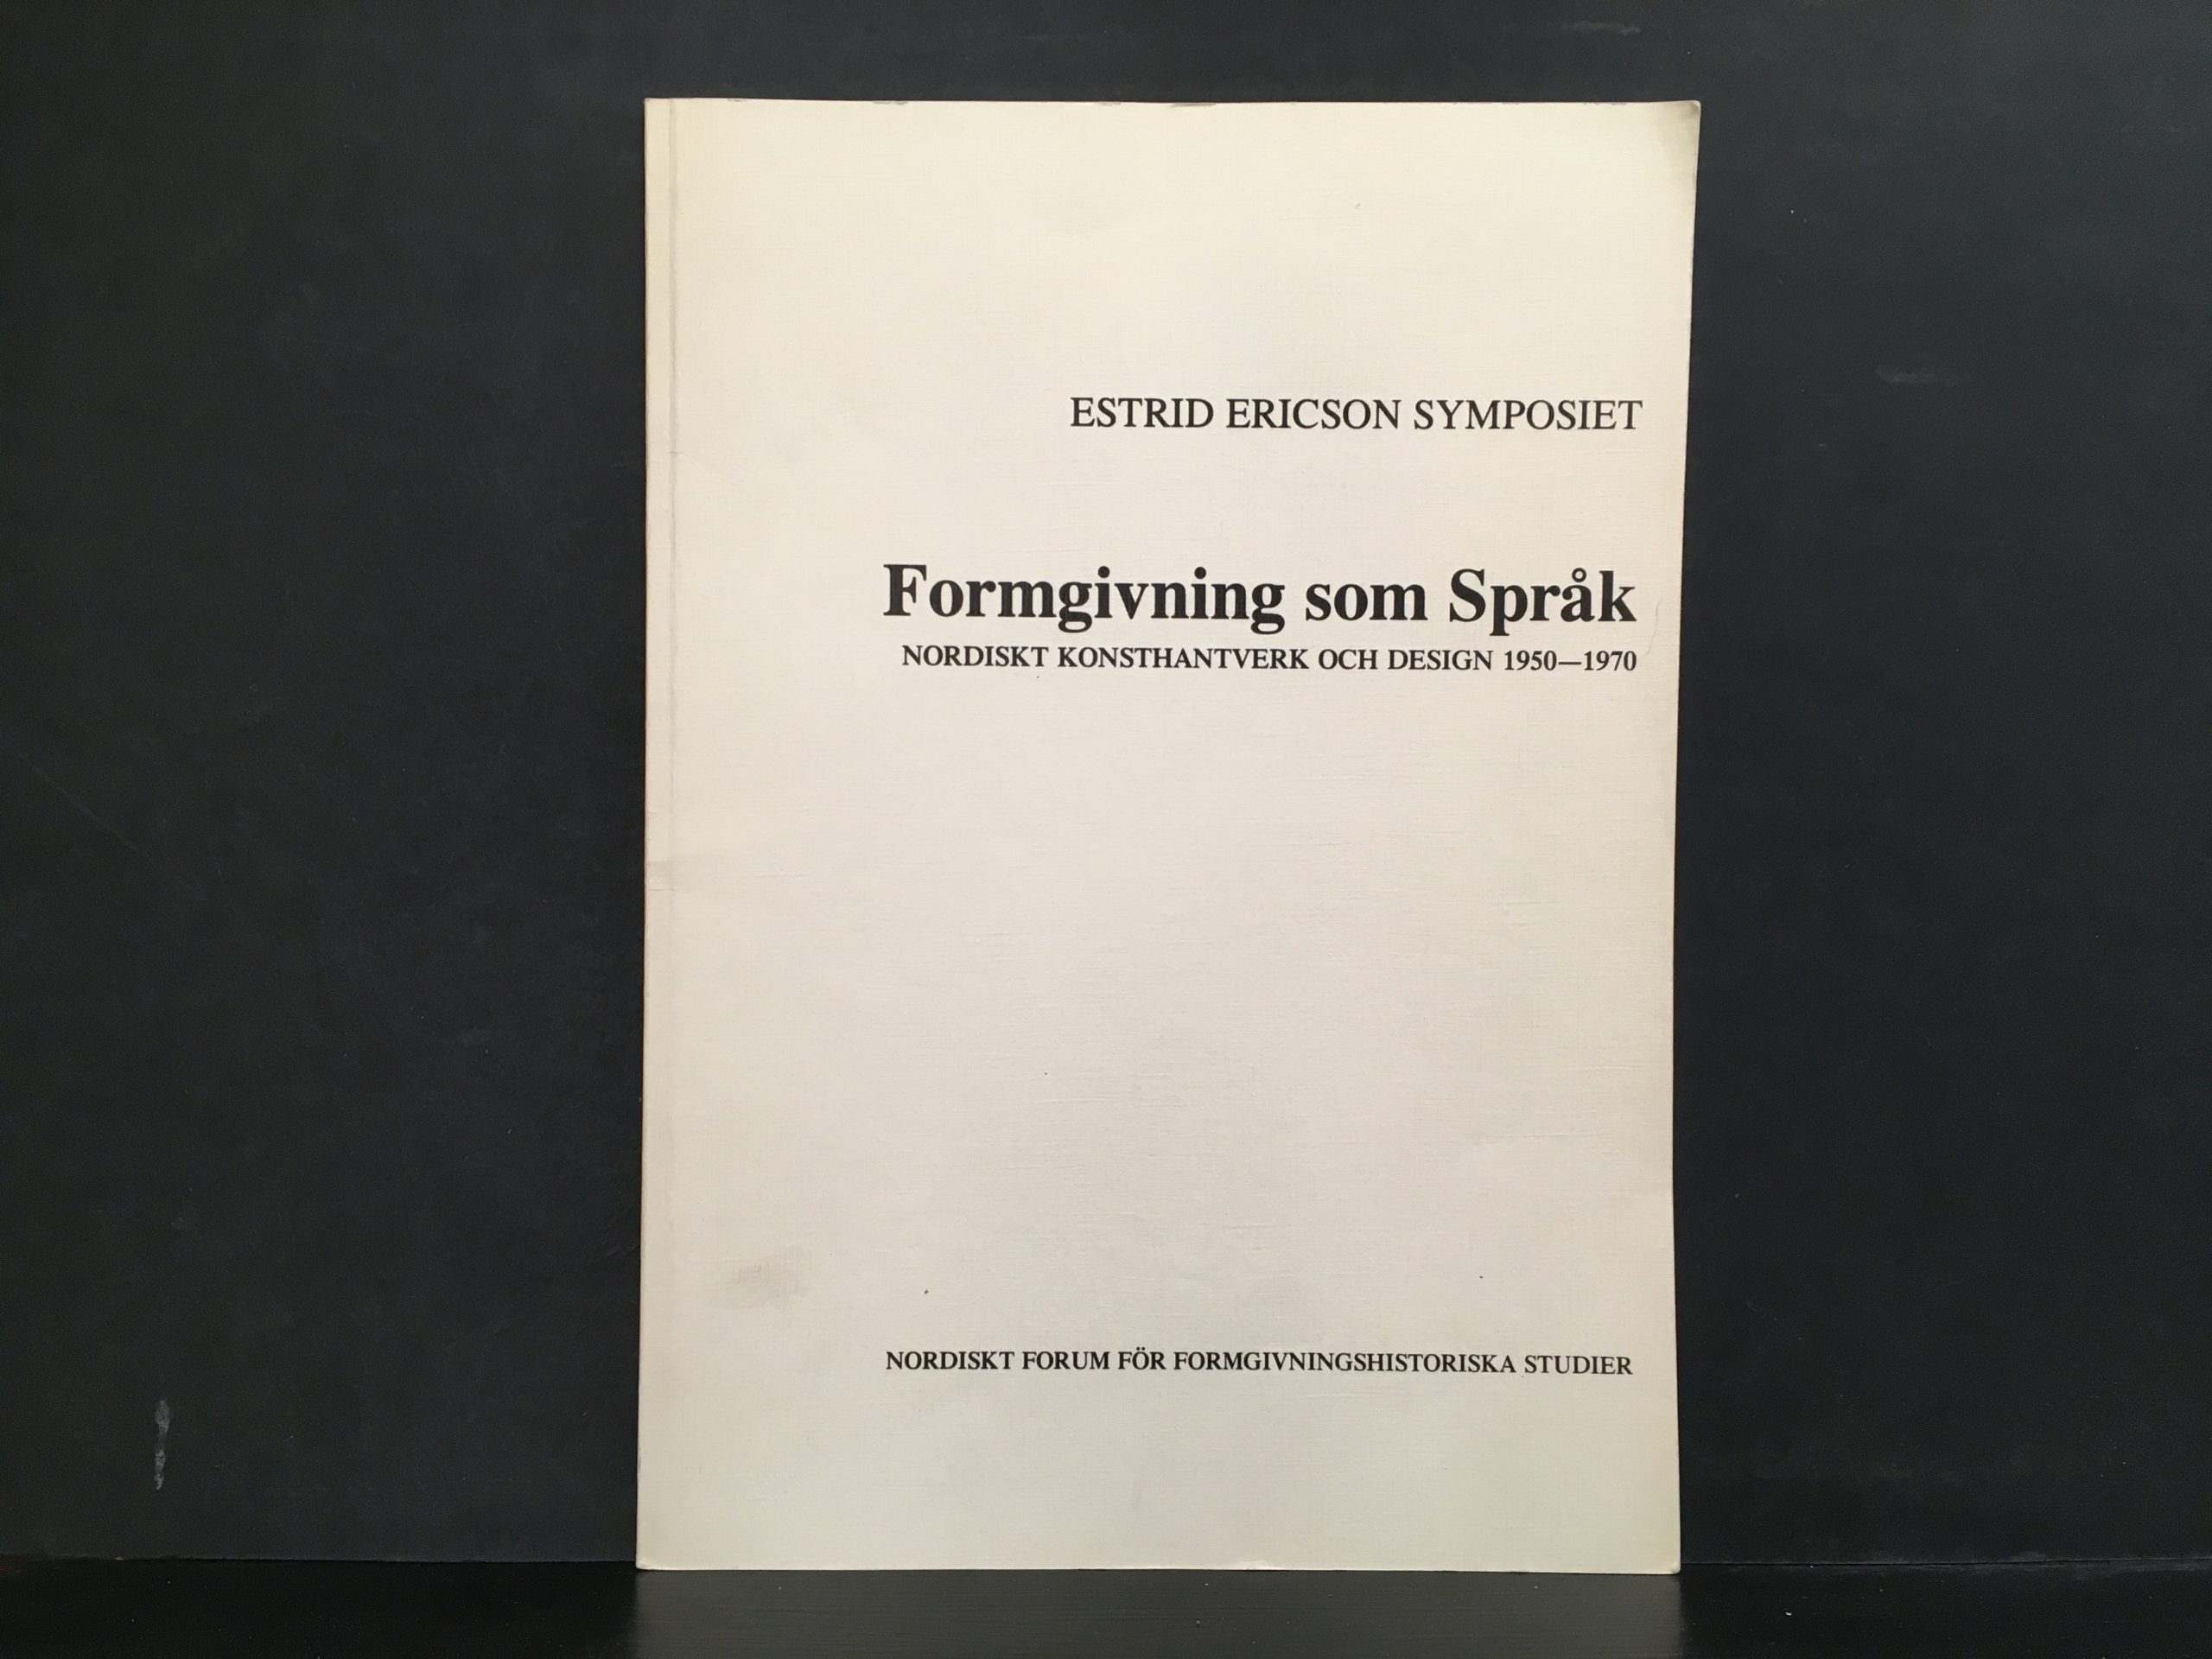 ESTRID ERICSON SYMPOSIET
Formgivning som Språk
NORDISKT KONSTHANTVERK OCH DESIGN 1950—1970
NORDISKT FORUM FÖR FORMGIVNINGSHISTORISKA STUDIER